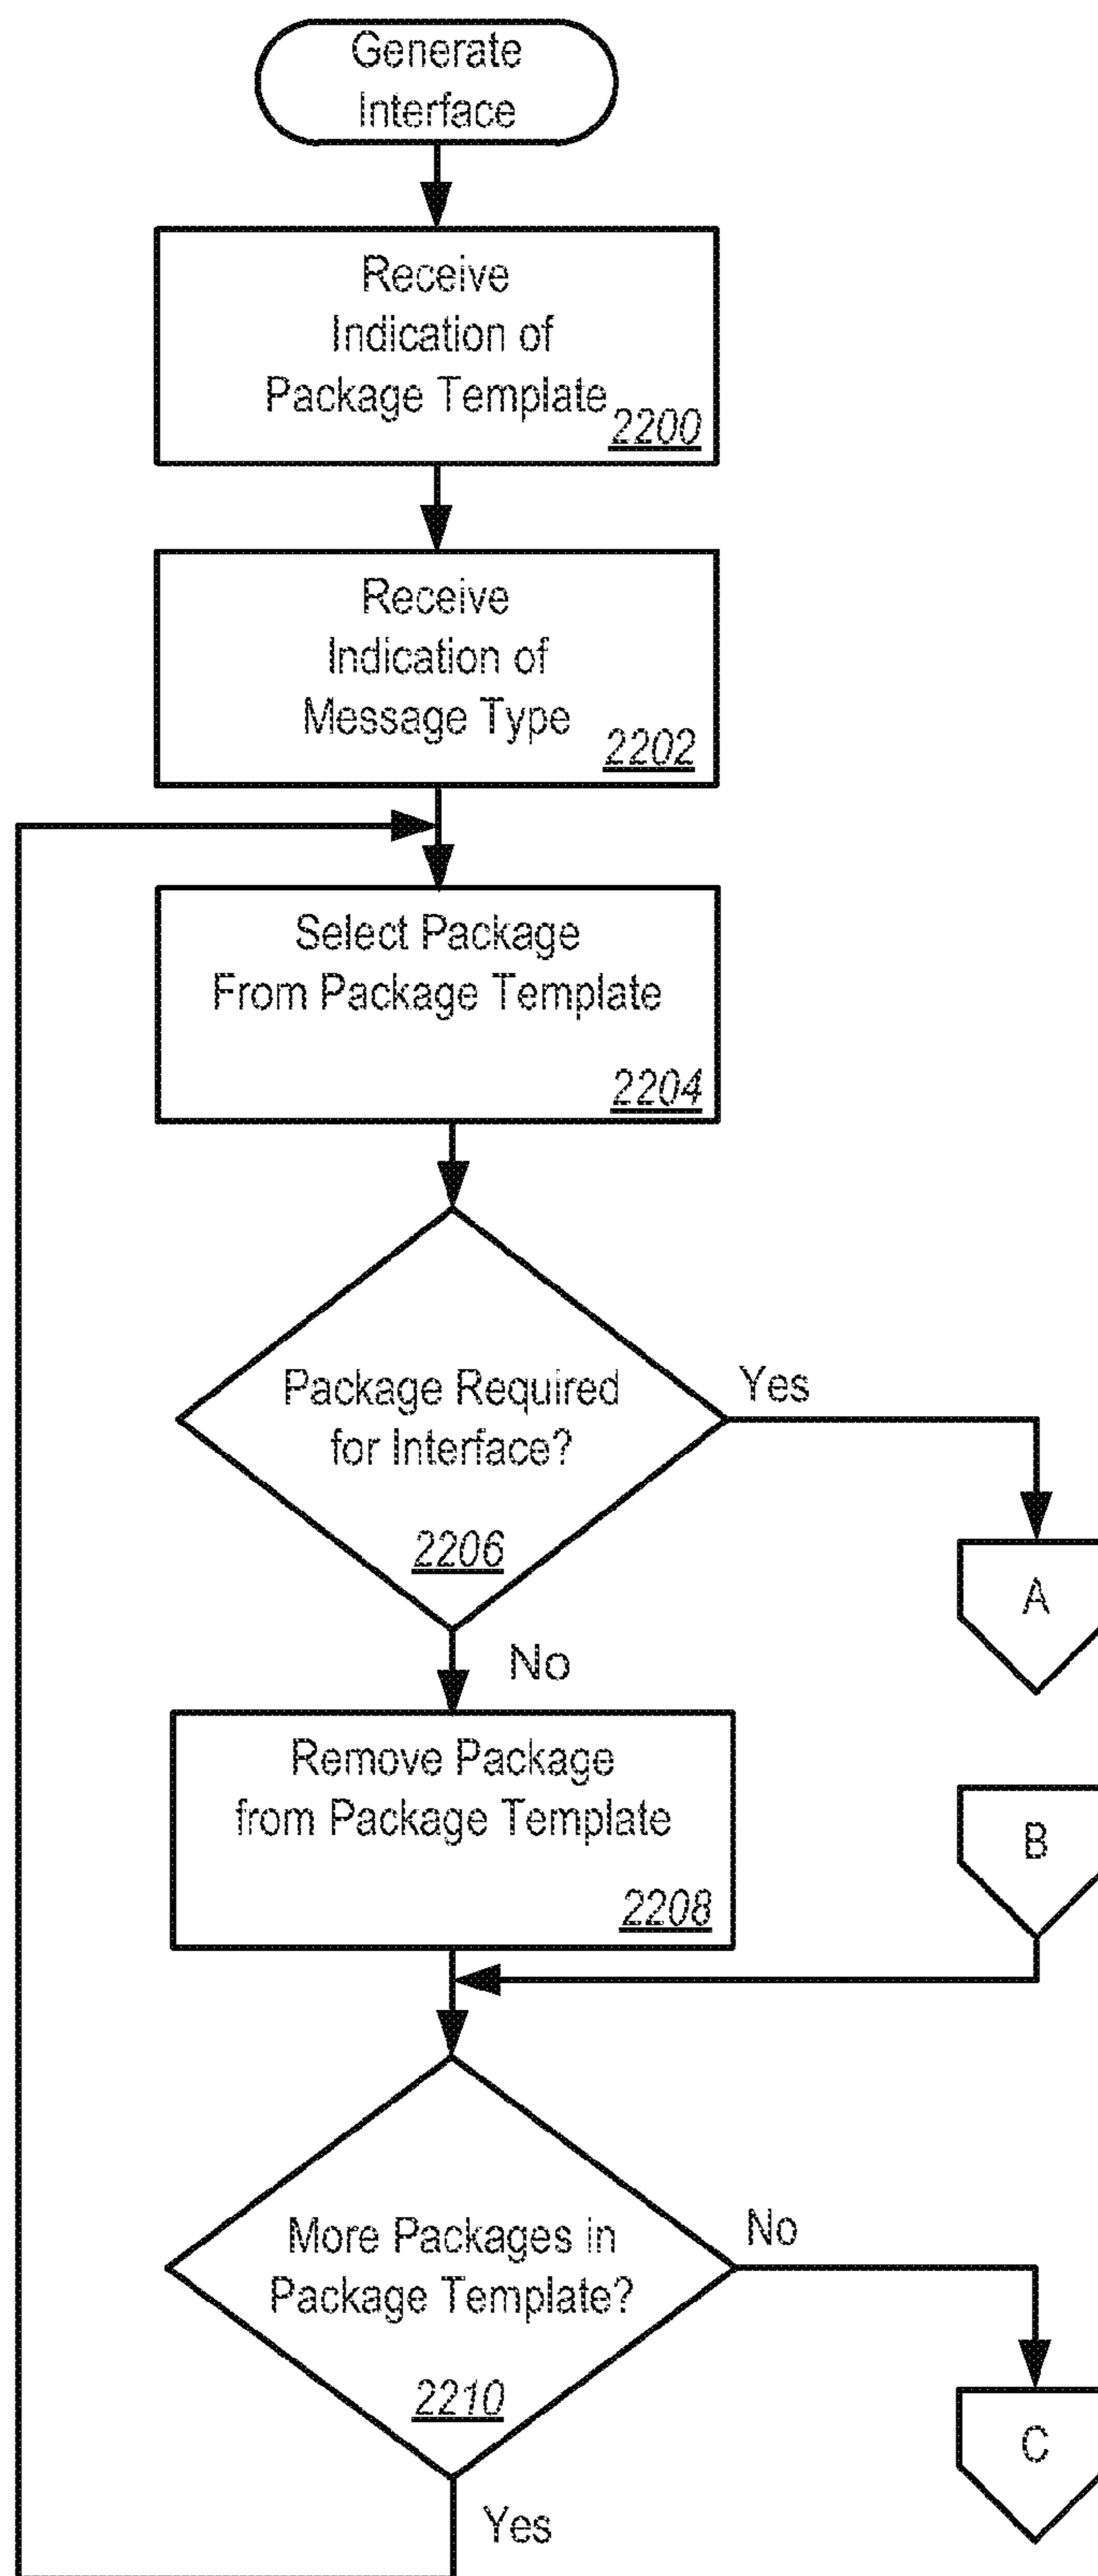 Generate
Interface
Receive
Indication of
Package Template
2200
Receive
Indication of
Message Type
2202
Select Package
From Package Template
2204
Package Required
for Interface?
2206
Yes
A
No
Remove Package
from Package Template
2208
B
More Packages in
Package Template?
2210
No
C
Yes